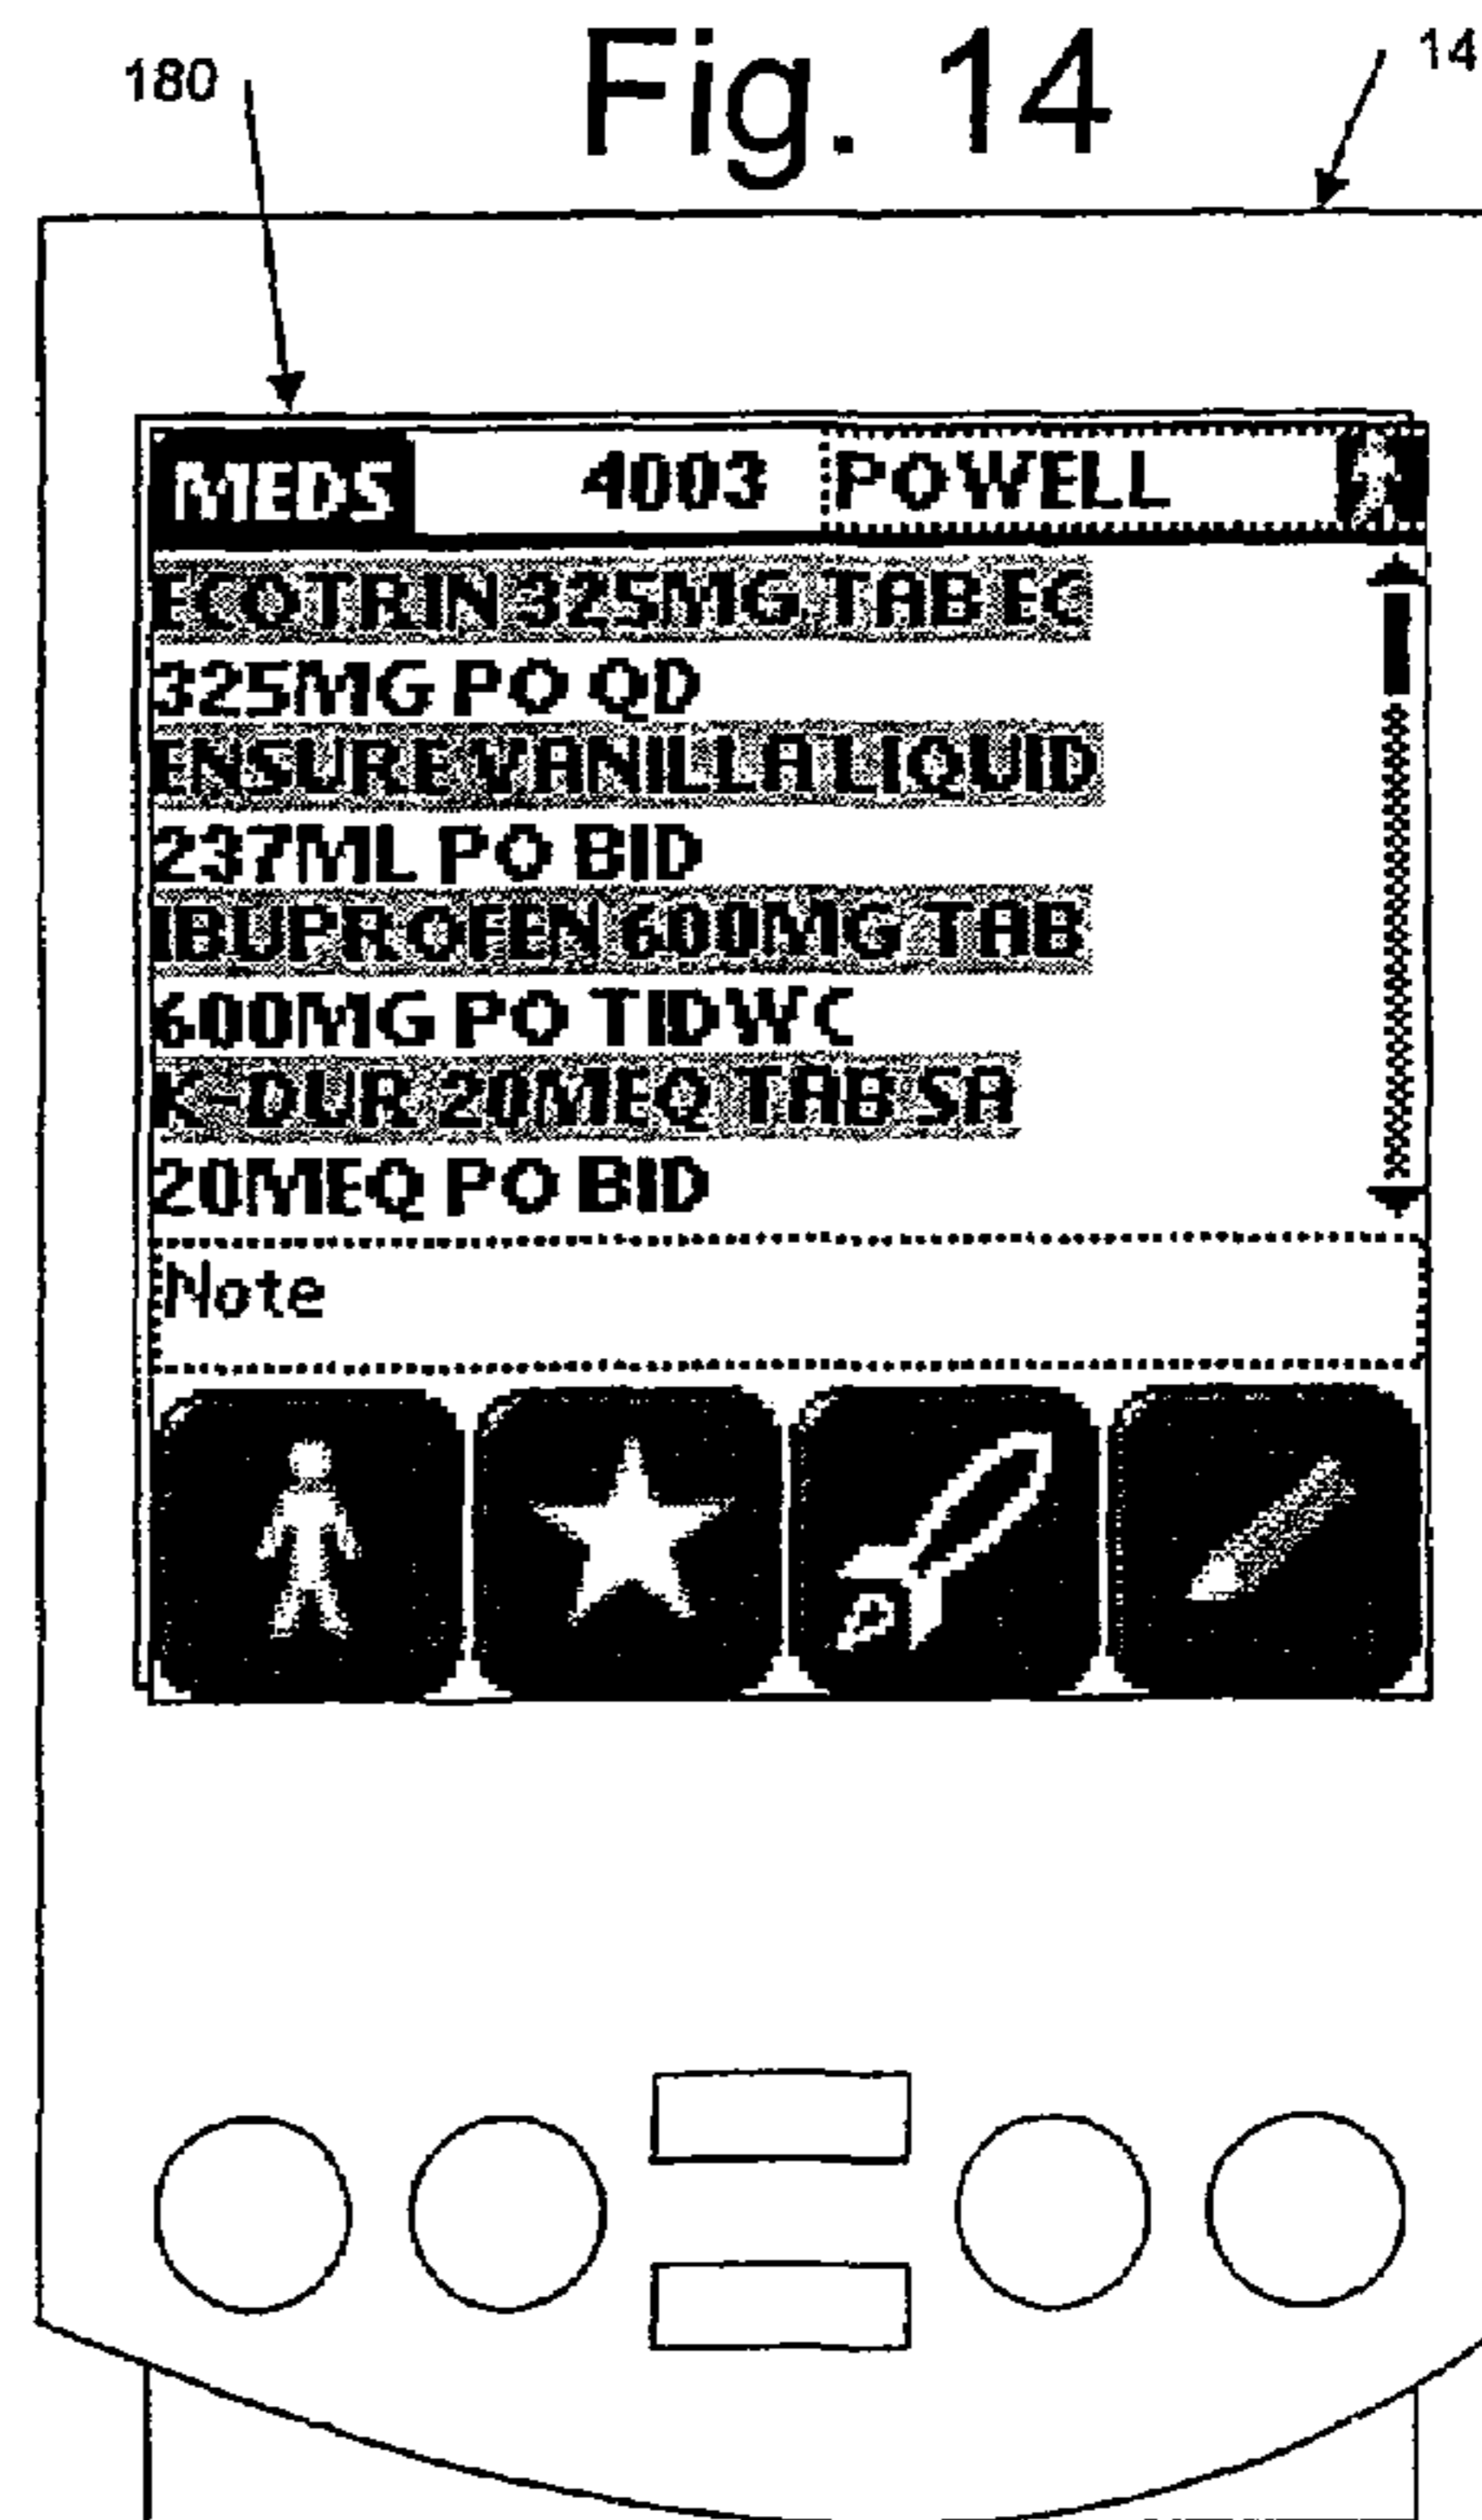 Fig. 14
180
14
MEDS 4003 POWELL
ECOTRIN 325MG TAB EC
325MG PO QD
ENSURE VANILLA LIQUID
237ML PO BID
IBUPROFEN 600MG TAB
600MG PO TIDWC
K-DUR 20MEQ TAB SA
20MEQ PO BID
Note